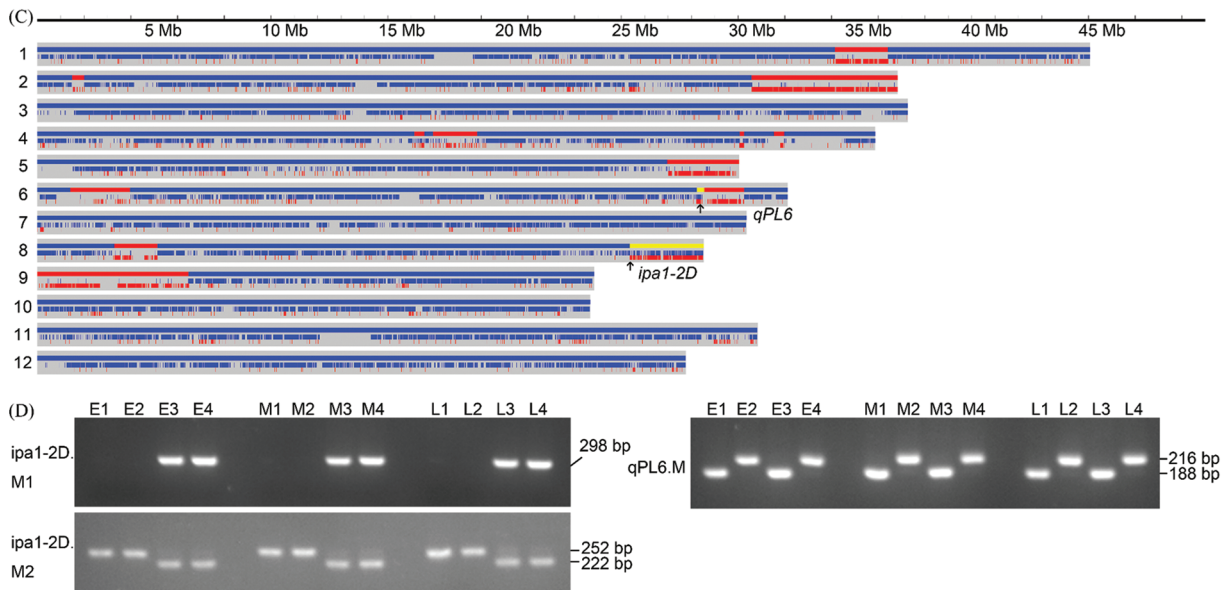 (C)
5 Mb 10 Mb 15 Mb 20 Mb 25 Mb 30 Mb 35 Mb 40 Mb 45 Mb
1
2
3
4
5
6
qPL6
7
8
ipa1-2D
9
10
11
12
(D)
E1 E2 E3 E4 M1 M2 M3 M4 L1 L2 L3 L4
ipa1-2D.
M1
298 bp
ipa1-2D.
M2
252 bp
222 bp
E1 E2 E3 E4 M1 M2 M3 M4 L1 L2 L3 L4
qPL6.M
216 bp
188 bp